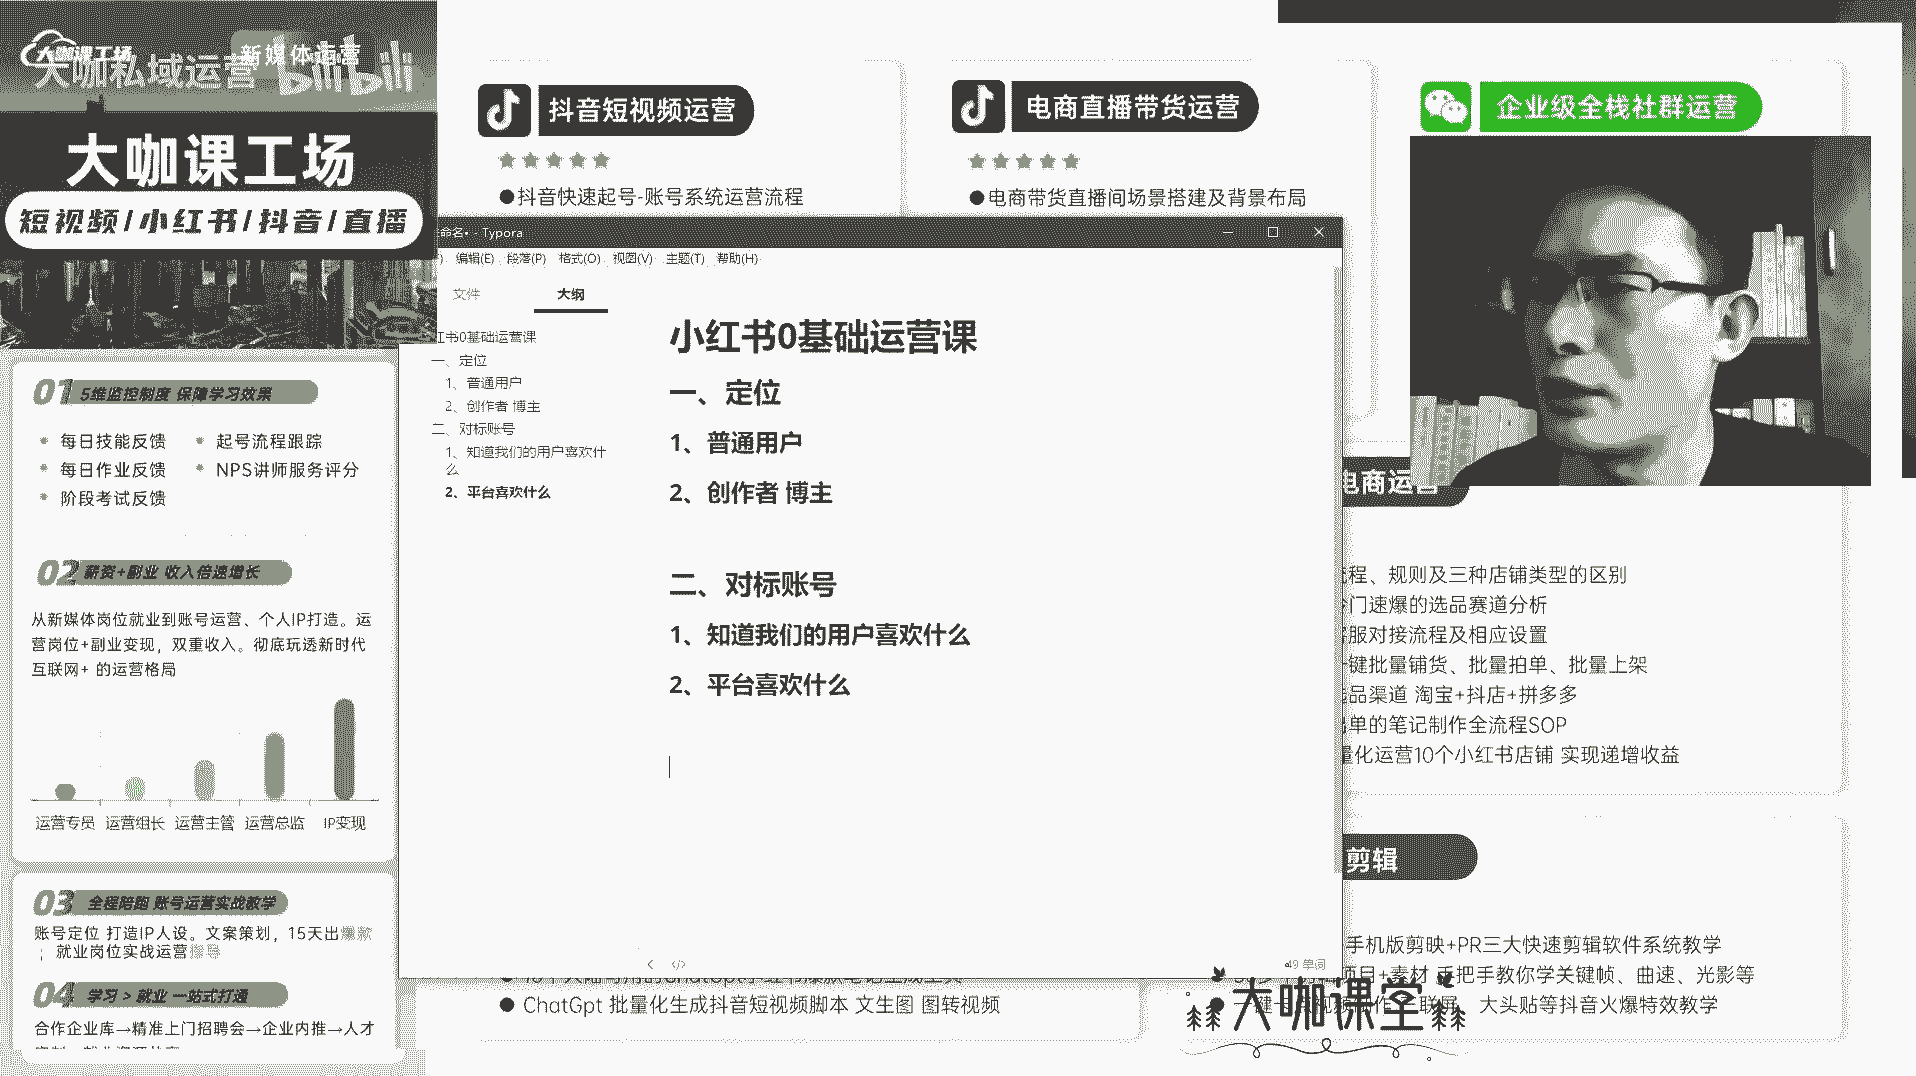 大咖课工场
大咖私域运营
新媒体运营
bilibili
大咖课工场
短视频/小红书/抖音/直播
01 5维监控制度 保障学习效果
每日技能反馈
起号流程跟踪
每日作业反馈
NPS讲师服务评分
阶段考试反馈
02 薪资+副业 收入倍速增长
从新媒体岗位就业到账号运营、个人IP打造。运
营岗位+副业变现，双重收入。彻底玩透新时代
互联网+ 的运营格局
运营专员 运营组长 运营主管 运营总监 IP变现
03 全程陪跑 账号运营实战教学
账号定位 打造IP人设。文案策划，15天出爆款
；就业岗位实战运营指导
04 学习 > 就业 一站式打通
合作企业库→精准上门招聘会→企业内推→人才
抖音短视频运营
●抖音快速起号-账号系统运营流程
电商直播带货运营
●电商带货直播间场景搭建及背景布局
企业级全栈社群运营
命名• - Typora
编辑(E) 段落(P) 格式(O) 视图(V) 主题(T) 帮助(H)
文件 大纲
红书0基础运营课
一、定位
1、普通用户
2、创作者 博主
二、对标账号
1、知道我们的用户喜欢什
么
2、平台喜欢什么
小红书0基础运营课
一、定位
1、普通用户
2、创作者 博主
二、对标账号
1、知道我们的用户喜欢什么
2、平台喜欢什么
49 单词
电商运营
程、规则及三种店铺类型的区别
门速爆的选品赛道分析
客服对接流程及相应设置
键批量铺货、批量拍单、批量上架
选品渠道 淘宝+抖店+拼多多
单的笔记制作全流程SOP
量化运营10个小红书店铺 实现递增收益
剪辑
手机版剪映+PR三大快速剪辑软件系统教学
项目+素材 手把手教你学关键帧、曲速、光影等
大头贴等抖音火爆特效教学
● ChatGpt 批量化生成抖音短视频脚本 文生图 图转视频
大咖课堂